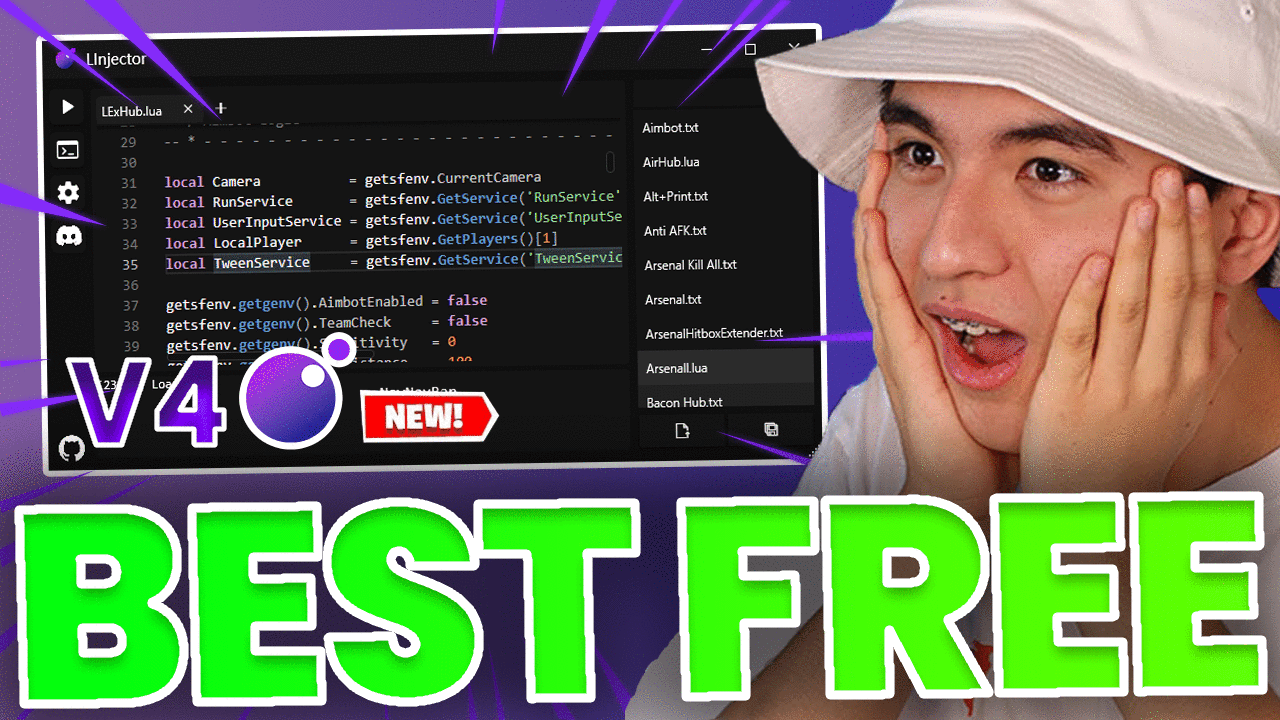 LInjector
LExHub.lua
29
-- * - - - - - - - - - - - - - - - - - - - - - - - - - - -
30
31 local Camera = getsfenv.CurrentCamera
32 local RunService = getsfenv.GetService('RunService'
33 local UserInputService = getsfenv.GetService('UserInputSe
34 local LocalPlayer = getsfenv.GetPlayers()[1]
35 local TweenService = getsfenv.GetService('TweenServic
36
37 getsfenv.getgenv().AimbotEnabled = false
38 getsfenv.getgenv().TeamCheck = false
39 getsfenv.getgenv().S itivity = 0
Aimbot.txt
AirHub.lua
Alt+Print.txt
Anti AFK.txt
Arsenal Kill All.txt
Arsenal.txt
ArsenalHitboxExtender.txt
Arsenall.lua
Bacon Hub.txt
V4
NEW!
BEST FREE